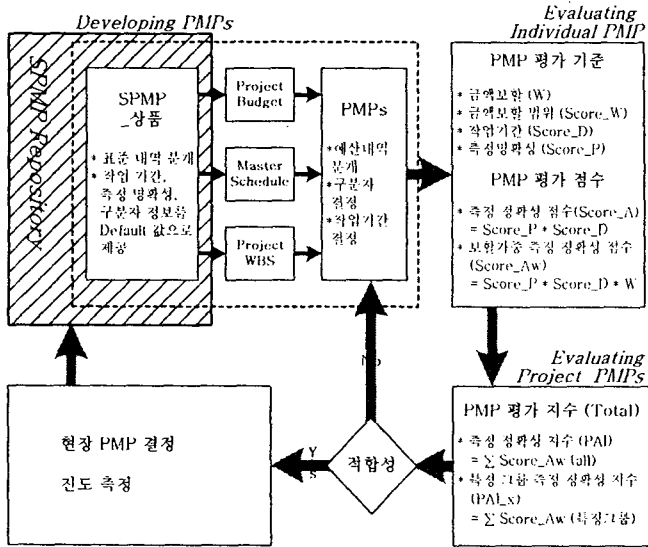 Developing PMPs
SPMP Repository
SPMP
_상품
* 표준 내역 분개
* 작업 기간,
측정 명확성,
구분자 정보를
Default 값으로
제공
Project
Budget
Master
Schedule
Project
WBS
PMPs
*예산내역
분개
*구분자
결정
*작업기간
결정
Evaluating
Individual PMP
PMP 평가 기준
* 금액보할 (W)
* 금액보할 범위 (Score_W)
* 작업기간 (Score_D)
* 측정명확성 (Score_P)
PMP 평가 점수
* 측정 정확성 점수(Score_A)
= Score_P * Score_D
* 보할가중 측정 정확성 점수
(Score_Aw)
= Score_P * Score_D * W
Evaluating
Project PMPs
PMP 평가 지수 (Total)
* 측정 정확성 지수 (PAI)
= ∑ Score_Aw (all)
* 특정 그룹 측정 정확성 지수
(PAI_x)
= ∑ Score_Aw (특정그룹)
적합성
No
Yes
현장 PMP 결정
진도 측정